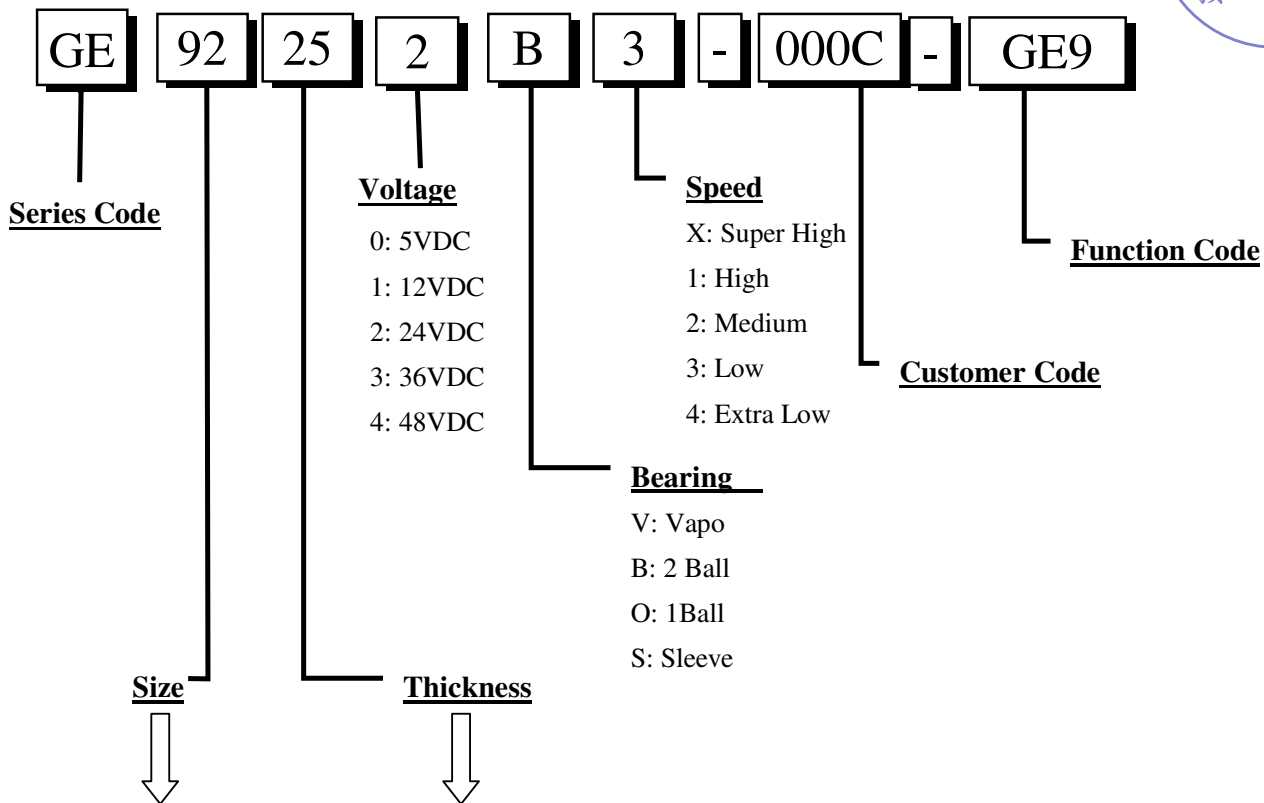 GE 92 25 2 B 3 - 000C - GE9
Series Code
Voltage
0: 5VDC
1: 12VDC
2: 24VDC
3: 36VDC
4: 48VDC
Speed
X: Super High
1: High
2: Medium
3: Low
4: Extra Low
Function Code
Customer Code
Bearing
V: Vapo
B: 2 Ball
O: 1Ball
S: Sleeve
Size
Thickness